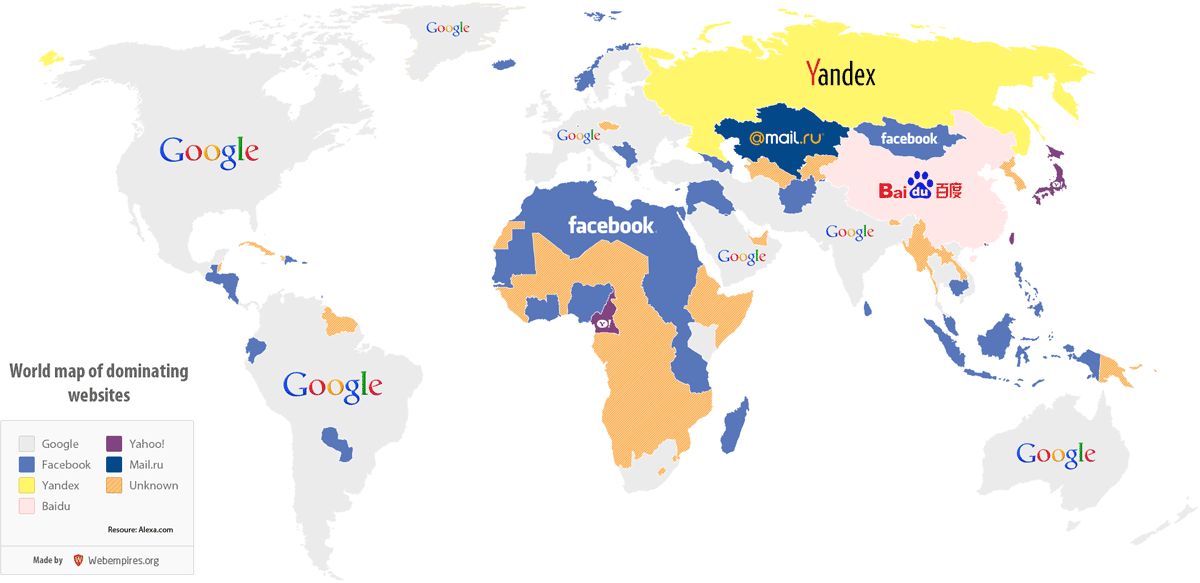 Google
Yandex
Google
Google
@mail.ru
facebook
Bai du 百度
Y!
facebook
Google
Google
Y!
Google
Google
World map of dominating
websites
Google
Yahoo!
Facebook
Mail.ru
Yandex
Unknown
Baidu
Resoure: Alexa.com
Made by W Webempires.org